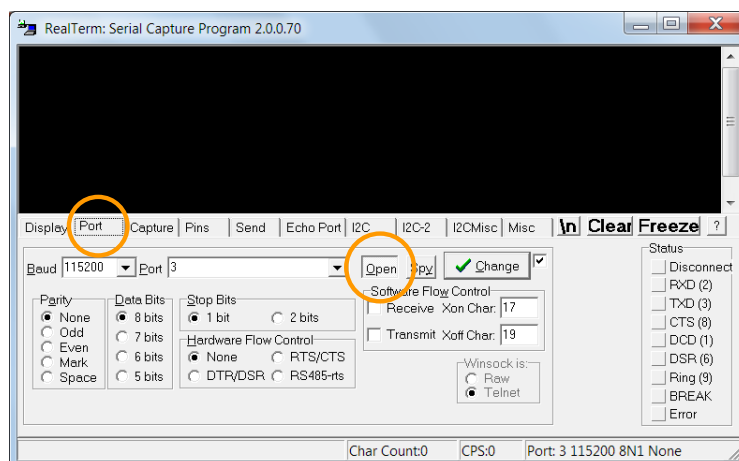 RealTerm: Serial Capture Program 2.0.0.70
Display Port Capture Pins Send Echo Port I2C I2C-2 I2CMisc Misc \n Clear Freeze ?
Baud 115200 Port 3 Open Spy Change
Parity
None
Odd
Even
Mark
Space
Data Bits
8 bits
7 bits
6 bits
5 bits
Stop Bits
1 bit 2 bits
Hardware Flow Control
None RTS/CTS
DTR/DSR RS485-rts
Software Flow Control
Receive Xon Char: 17
Transmit Xoff Char: 19
Winsock is:
Raw
Telnet
Status
Disconnect
RXD (2)
TXD (3)
CTS (8)
DCD (1)
DSR (6)
Ring (9)
BREAK
Error
Char Count:0 CPS:0 Port: 3 115200 8N1 None